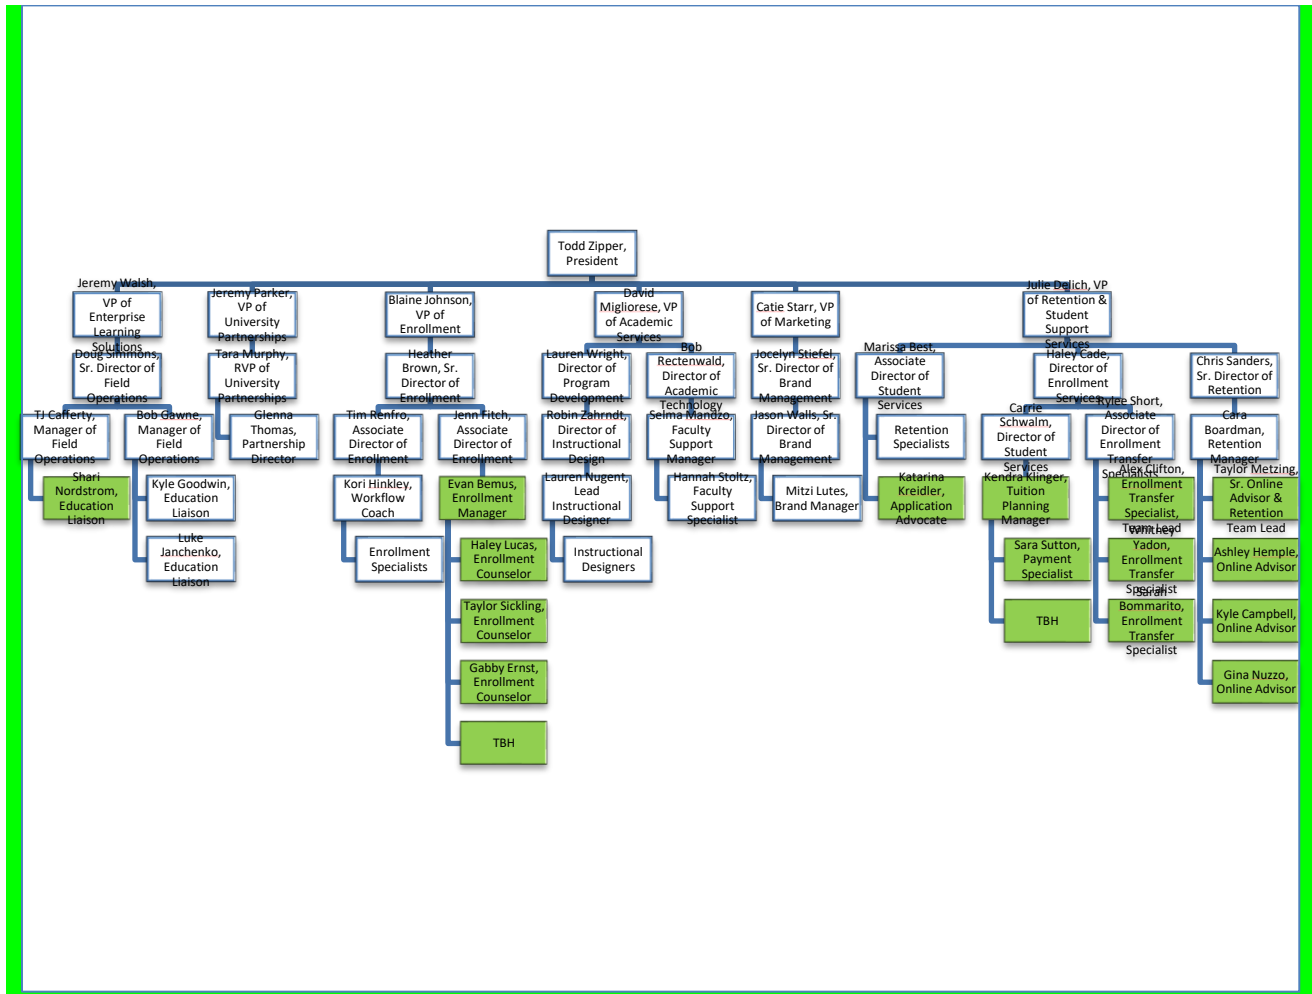 Todd Zipper,
President
Jeremy Walsh,
VP of
Enterprise
Learning
Solutions
Jeremy Parker,
VP of
University
Partnerships
Blaine Johnson,
VP of
Enrollment
David
Migliorese, VP
of Academic
Services
Catie Starr, VP
of Marketing
Julie Delich, VP
of Retention &
Student
Support
Services
Doug Simmons,
Sr. Director of
Field
Operations
Tara Murphy,
RVP of
University
Partnerships
Heather
Brown, Sr.
Director of
Enrollment
Lauren Wright,
Director of
Program
Development
Bob
Rectenwald,
Director of
Academic
Technology
Jocelyn Stiefel,
Sr. Director of
Brand
Management
Marissa Best,
Associate
Director of
Student
Services
Haley Cade,
Director of
Enrollment
Services
Chris Sanders,
Sr. Director of
Retention
TJ Cafferty,
Manager of
Field
Operations
Bob Gawne,
Manager of
Field
Operations
Glenna
Thomas,
Partnership
Director
Tim Renfro,
Associate
Director of
Enrollment
Jenn Fitch,
Associate
Director of
Enrollment
Robin Zahrndt,
Director of
Instructional
Design
Selma Mandzo,
Faculty
Support
Manager
Jason Walls, Sr.
Director of
Brand
Management
Retention
Specialists
Carrie
Schwalm,
Director of
Student
Services
Rylee Short,
Associate
Director of
Enrollment
Transfer
Specialists
Cara
Boardman,
Retention
Manager
Shari
Nordstrom,
Education
Liaison
Kyle Goodwin,
Education
Liaison
Kori Hinkley,
Workflow
Coach
Evan Bemus,
Enrollment
Manager
Lauren Nugent,
Lead
Instructional
Designer
Hannah Stoltz,
Faculty
Support
Specialist
Mitzi Lutes,
Brand Manager
Katarina
Kreidler,
Application
Advocate
Kendra Klinger,
Tuition
Planning
Manager
Alex Clifton,
Enrollment
Transfer
Specialist,
Team Lead
Taylor Metzing,
Sr. Online
Advisor &
Retention
Team Lead
Luke
Janchenko,
Education
Liaison
Enrollment
Specialists
Haley Lucas,
Enrollment
Counselor
Instructional
Designers
Sara Sutton,
Payment
Specialist
Whitney
Yadon,
Enrollment
Transfer
Specialist
Ashley Hemple,
Online Advisor
Taylor Sickling,
Enrollment
Counselor
TBH
Sarah
Bommarito,
Enrollment
Transfer
Specialist
Kyle Campbell,
Online Advisor
Gabby Ernst,
Enrollment
Counselor
Gina Nuzzo,
Online Advisor
TBH